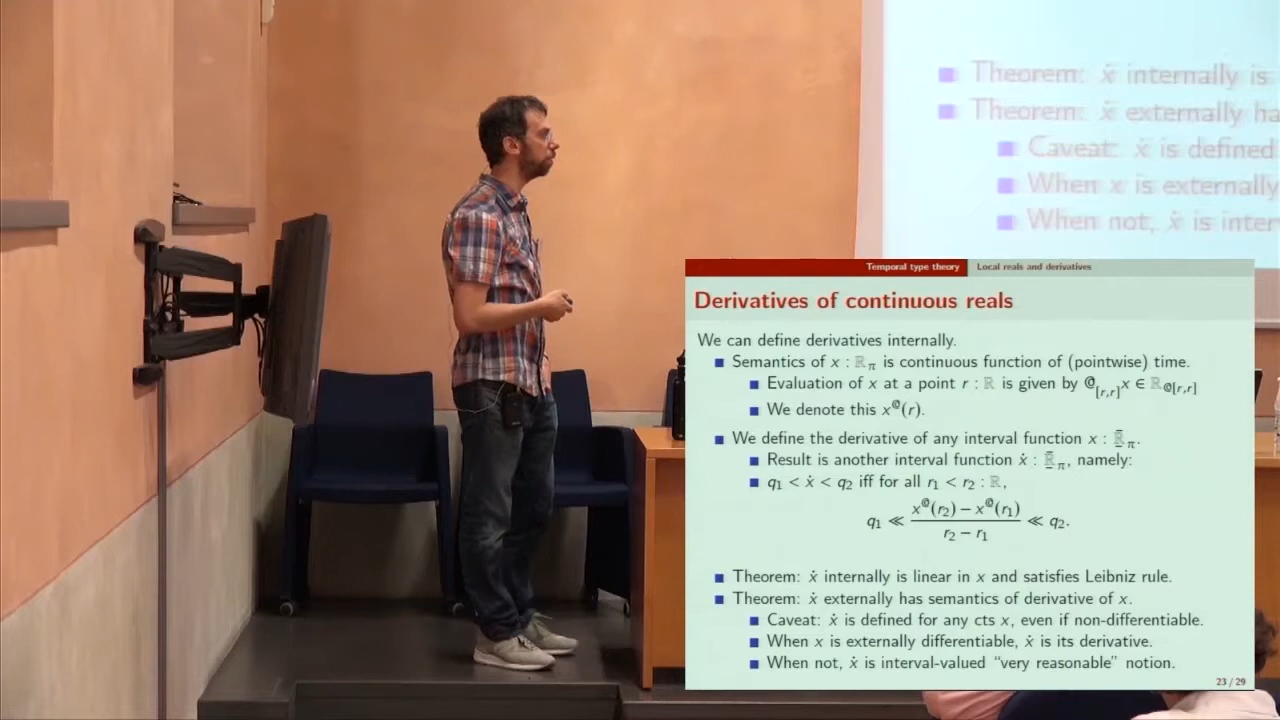 Theorem: ẋ internally is
Theorem: ẋ externally ha
Caveat: ẋ is defined
When x is externally
When not, ẋ is inter
Temporal type theory Local reals and derivatives
Derivatives of continuous reals
We can define derivatives internally.
Semantics of x : ℝ_π is continuous function of (pointwise) time.
Evaluation of x at a point r : ℝ is given by @_[r,r] x ∈ ℝ_@[r,r]
We denote this x^@(r).
We define the derivative of any interval function x : ℝ̲̄_π.
Result is another interval function ẋ : ℝ̲̄_π, namely:
q₁ < ẋ < q₂ iff for all r₁ < r₂ : ℝ,
q₁ ≪ (x^@(r₂) − x^@(r₁)) / (r₂ − r₁) ≪ q₂.
Theorem: ẋ internally is linear in x and satisfies Leibniz rule.
Theorem: ẋ externally has semantics of derivative of x.
Caveat: ẋ is defined for any cts x, even if non-differentiable.
When x is externally differentiable, ẋ is its derivative.
When not, ẋ is interval-valued “very reasonable” notion.
23 / 29